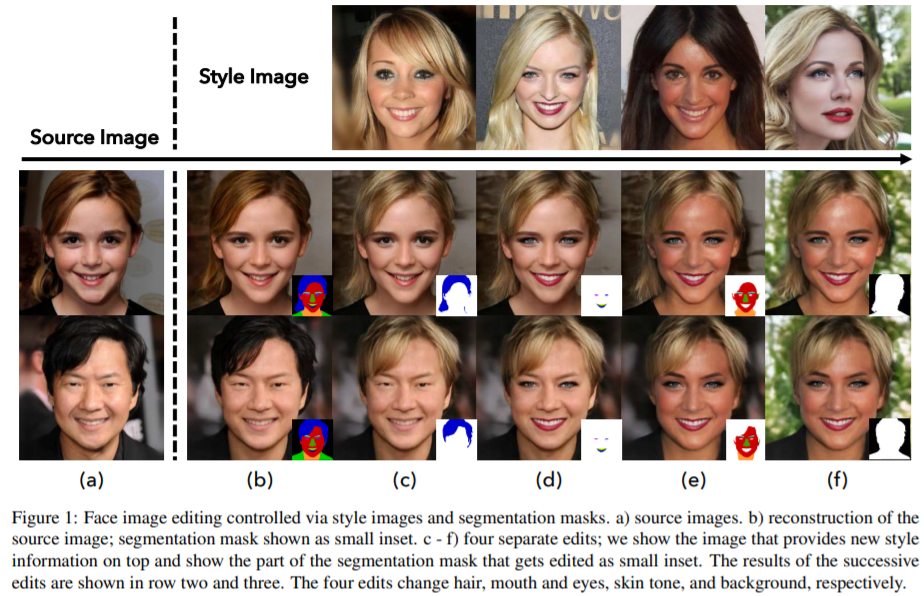 Style Image
Source Image
(a)
(b)
(c)
(d)
(e)
(f)
Figure 1: Face image editing controlled via style images and segmentation masks. a) source images. b) reconstruction of the
source image; segmentation mask shown as small inset. c - f) four separate edits; we show the image that provides new style
information on top and show the part of the segmentation mask that gets edited as small inset. The results of the successive
edits are shown in row two and three. The four edits change hair, mouth and eyes, skin tone, and background, respectively.